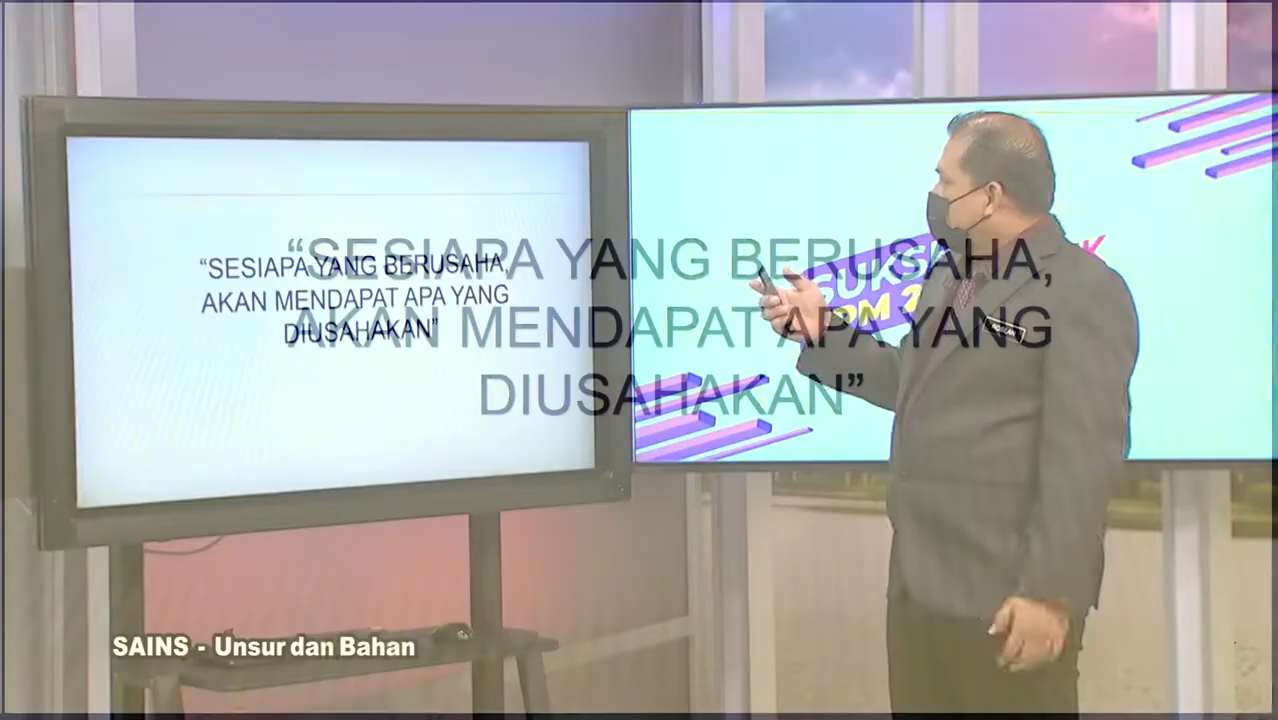 “SESIAPA YANG BERUSAHA,
AKAN MENDAPAT APA YANG
DIUSAHAKAN”
“SESIAPA YANG BERUSAHA,
AKAN MENDAPAT APA YANG
DIUSAHAKAN”
SAINS - Unsur dan Bahan